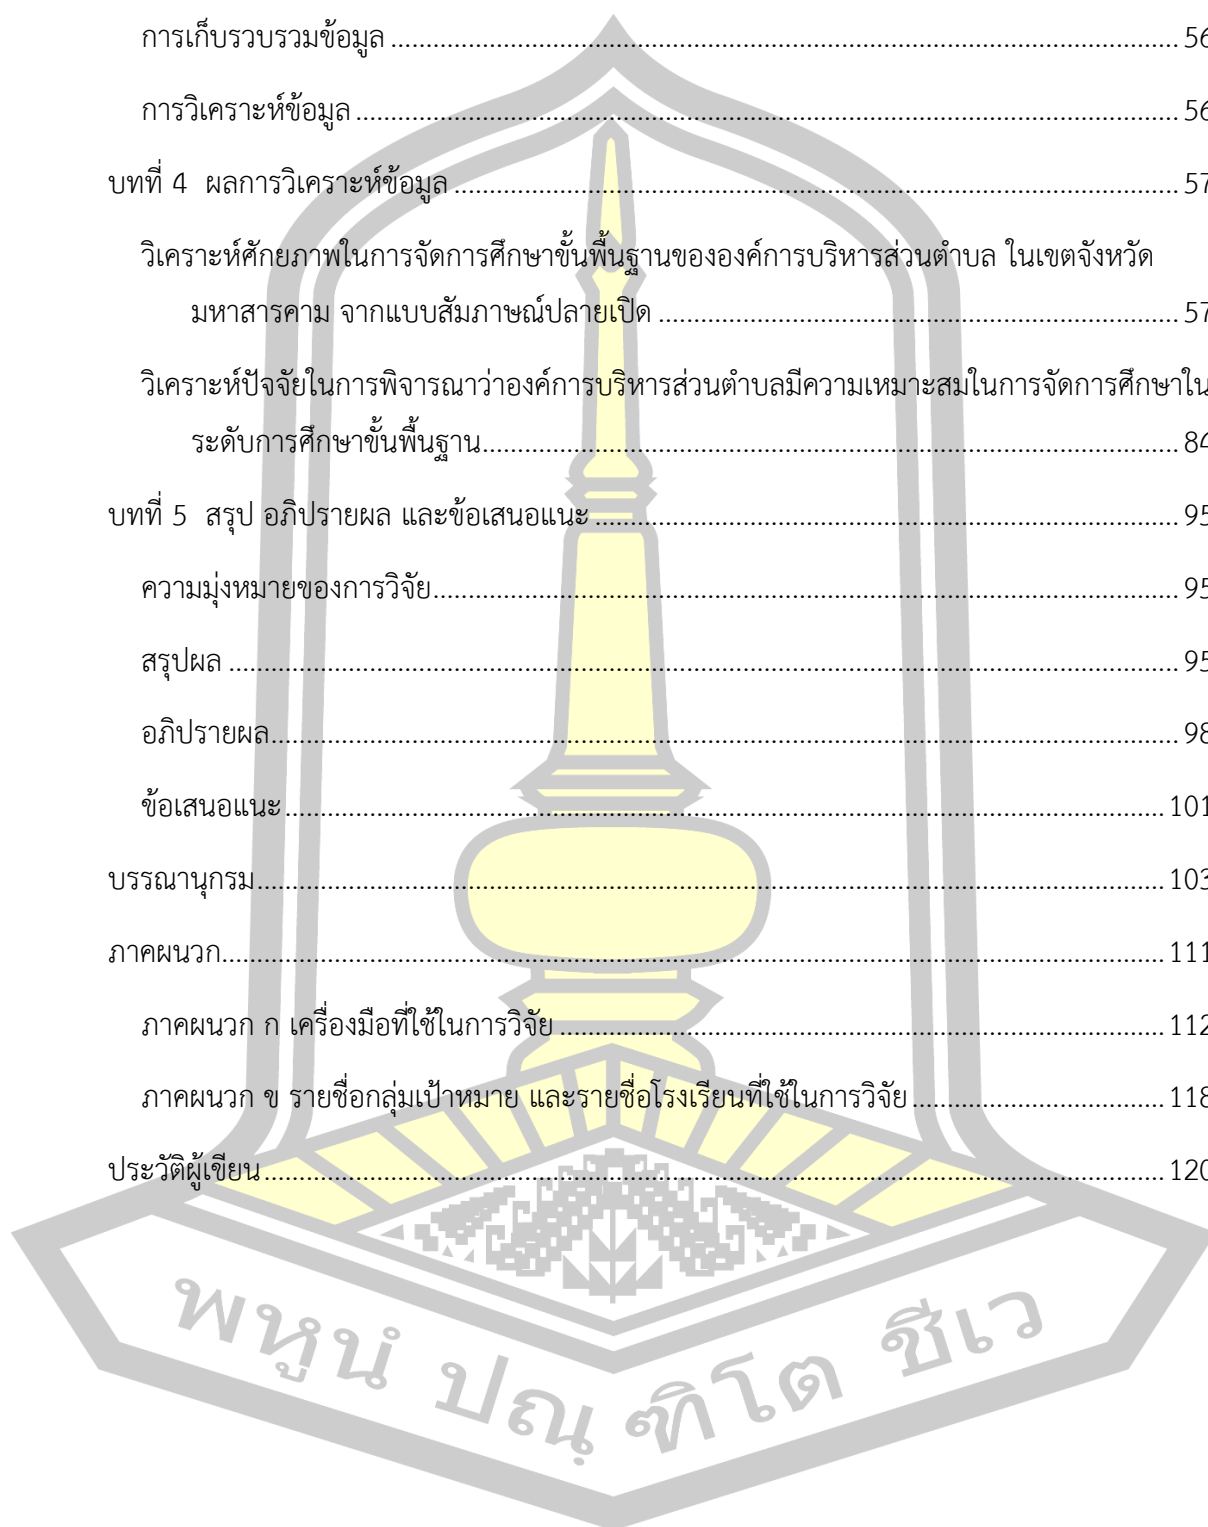 การเก็บรวบรวมข้อมูล ........ 56
การวิเคราะห์ข้อมูล ........ 56
บทที่ 4 ผลการวิเคราะห์ข้อมูล ........ 57
วิเคราะห์ศักยภาพในการจัดการศึกษาขั้นพื้นฐานขององค์การบริหารส่วนตำบล ในเขตจังหวัด
มหาสารคาม จากแบบสัมภาษณ์ปลายเปิด ........ 57
วิเคราะห์ปัจจัยในการพิจารณาว่าองค์การบริหารส่วนตำบลมีความเหมาะสมในการจัดการศึกษาใน
ระดับการศึกษาขั้นพื้นฐาน ........ 84
บทที่ 5 สรุป อภิปรายผล และข้อเสนอแนะ ........ 95
ความมุ่งหมายของการวิจัย ........ 95
สรุปผล ........ 95
อภิปรายผล ........ 98
ข้อเสนอแนะ ........ 101
บรรณานุกรม ........ 103
ภาคผนวก ........ 111
ภาคผนวก ก เครื่องมือที่ใช้ในการวิจัย ........ 112
ภาคผนวก ข รายชื่อกลุ่มเป้าหมาย และรายชื่อโรงเรียนที่ใช้ในการวิจัย ........ 118
ประวัติผู้เขียน ........ 120
พหูนํ ปณฺฑิโต ชีเว